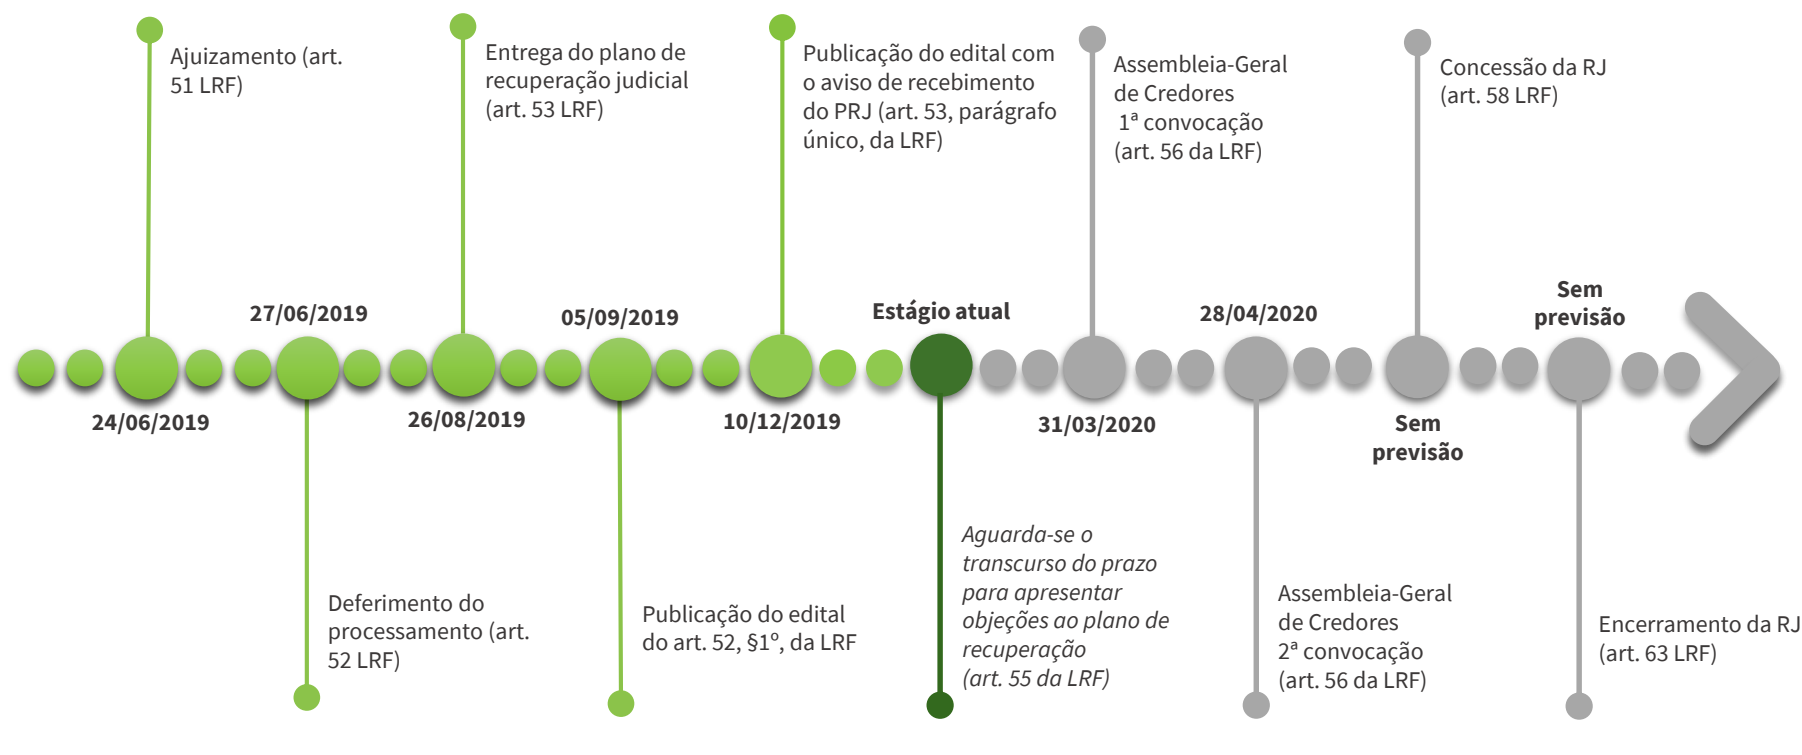 Ajuizamento (art.
51 LRF)
24/06/2019
27/06/2019
Deferimento do
processamento (art.
52 LRF)
Entrega do plano de
recuperação judicial
(art. 53 LRF)
26/08/2019
05/09/2019
Publicação do edital
do art. 52, §1º, da LRF
Publicação do edital com
o aviso de recebimento
do PRJ (art. 53, parágrafo
único, da LRF)
10/12/2019
Estágio atual
Aguarda-se o
transcurso do prazo
para apresentar
objeções ao plano de
recuperação
(art. 55 da LRF)
Assembleia-Geral
de Credores
1ª convocação
(art. 56 da LRF)
31/03/2020
28/04/2020
Assembleia-Geral
de Credores
2ª convocação
(art. 56 da LRF)
Concessão da RJ
(art. 58 LRF)
Sem
previsão
Sem
previsão
Encerramento da RJ
(art. 63 LRF)